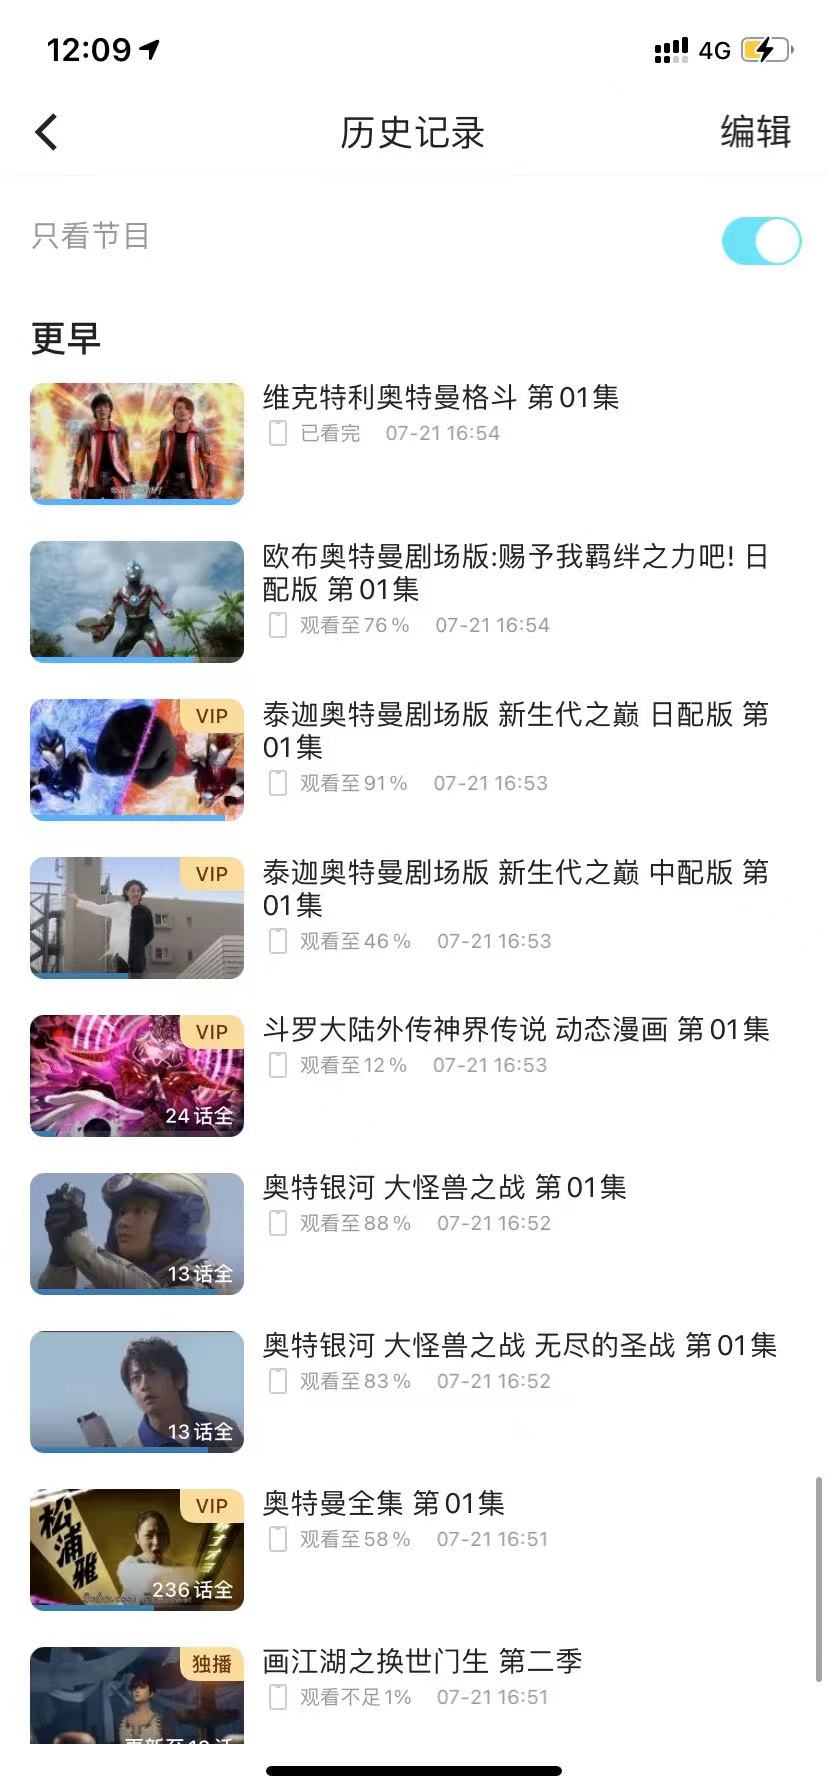 12:09
4G
历史记录
编辑
只看节目
更早
维克特利奥特曼格斗 第01集
已看完 07-21 16:54
欧布奥特曼剧场版:赐予我羁绊之力吧! 日
配版 第01集
观看至76% 07-21 16:54
VIP
泰迦奥特曼剧场版 新生代之巅 日配版 第
01集
观看至91% 07-21 16:53
VIP
泰迦奥特曼剧场版 新生代之巅 中配版 第
01集
观看至46% 07-21 16:53
VIP
24话全
斗罗大陆外传神界传说 动态漫画 第01集
观看至12% 07-21 16:53
13话全
奥特银河 大怪兽之战 第01集
观看至88% 07-21 16:52
13话全
奥特银河 大怪兽之战 无尽的圣战 第01集
观看至83% 07-21 16:52
VIP
松浦雅
236话全
奥特曼全集 第01集
观看至58% 07-21 16:51
独播
画江湖之换世门生 第二季
观看不足1% 07-21 16:51